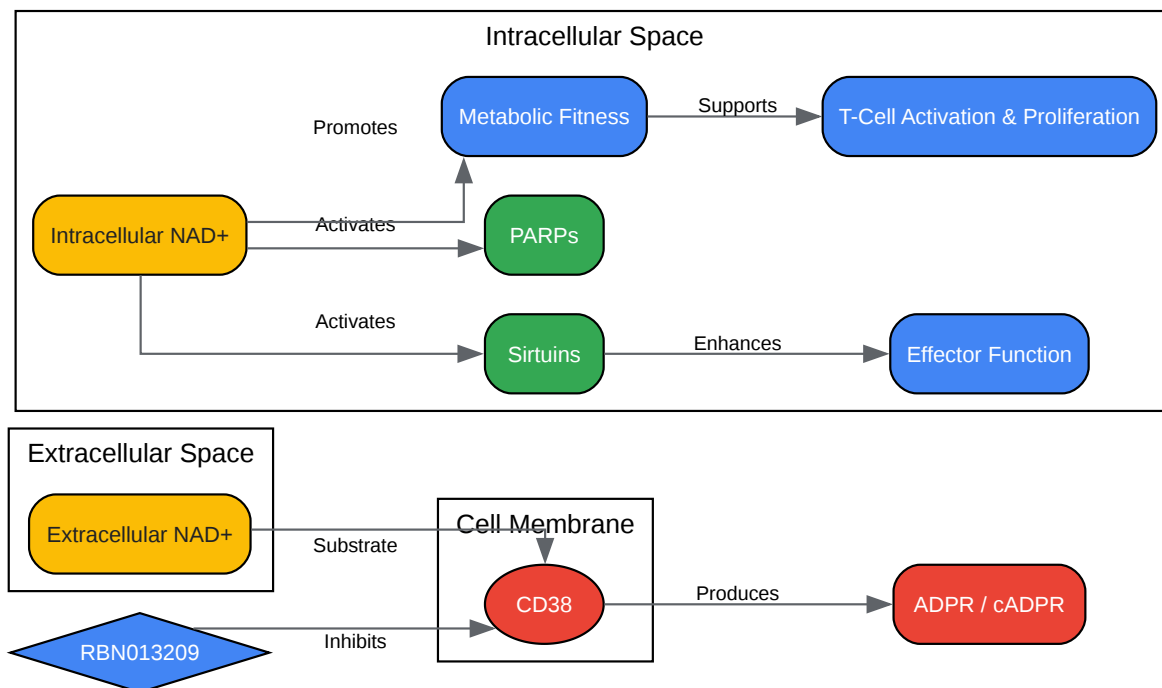 Intracellular Space
Metabolic Fitness
Supports
T-Cell Activation & Proliferation
Promotes
Intracellular NAD+
Activates
PARPs
Activates
Sirtuins
Enhances
Effector Function
Extracellular Space
Extracellular NAD+
Substrate
Cell Membrane
CD38
Produces
ADPR / cADPR
RBN013209
Inhibits